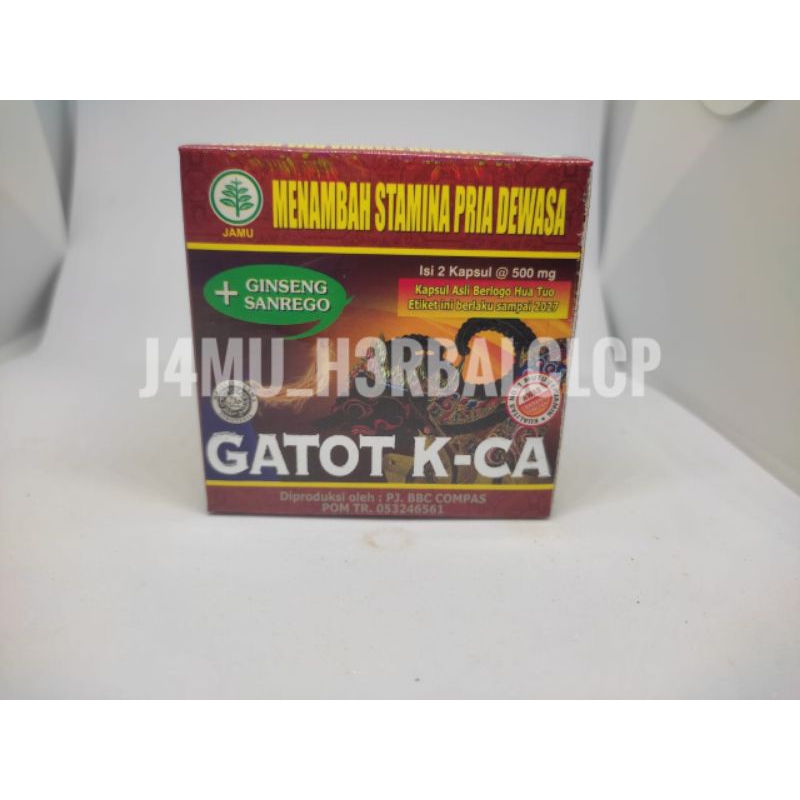 MENAMBAH STAMINA PRIA DEWASA
JAMU
Isi 2 Kapsul @ 500 mg
+ GINSENG
SANREGO
Kapsul Asli Berlogo Hua Tuo
Etiket ini berlaku sampai 2027
J4MU_H3RBALCLCP
GATOT K-CA
Diproduksi oleh : PJ. BBC COMPAS
POM TR. 053246561